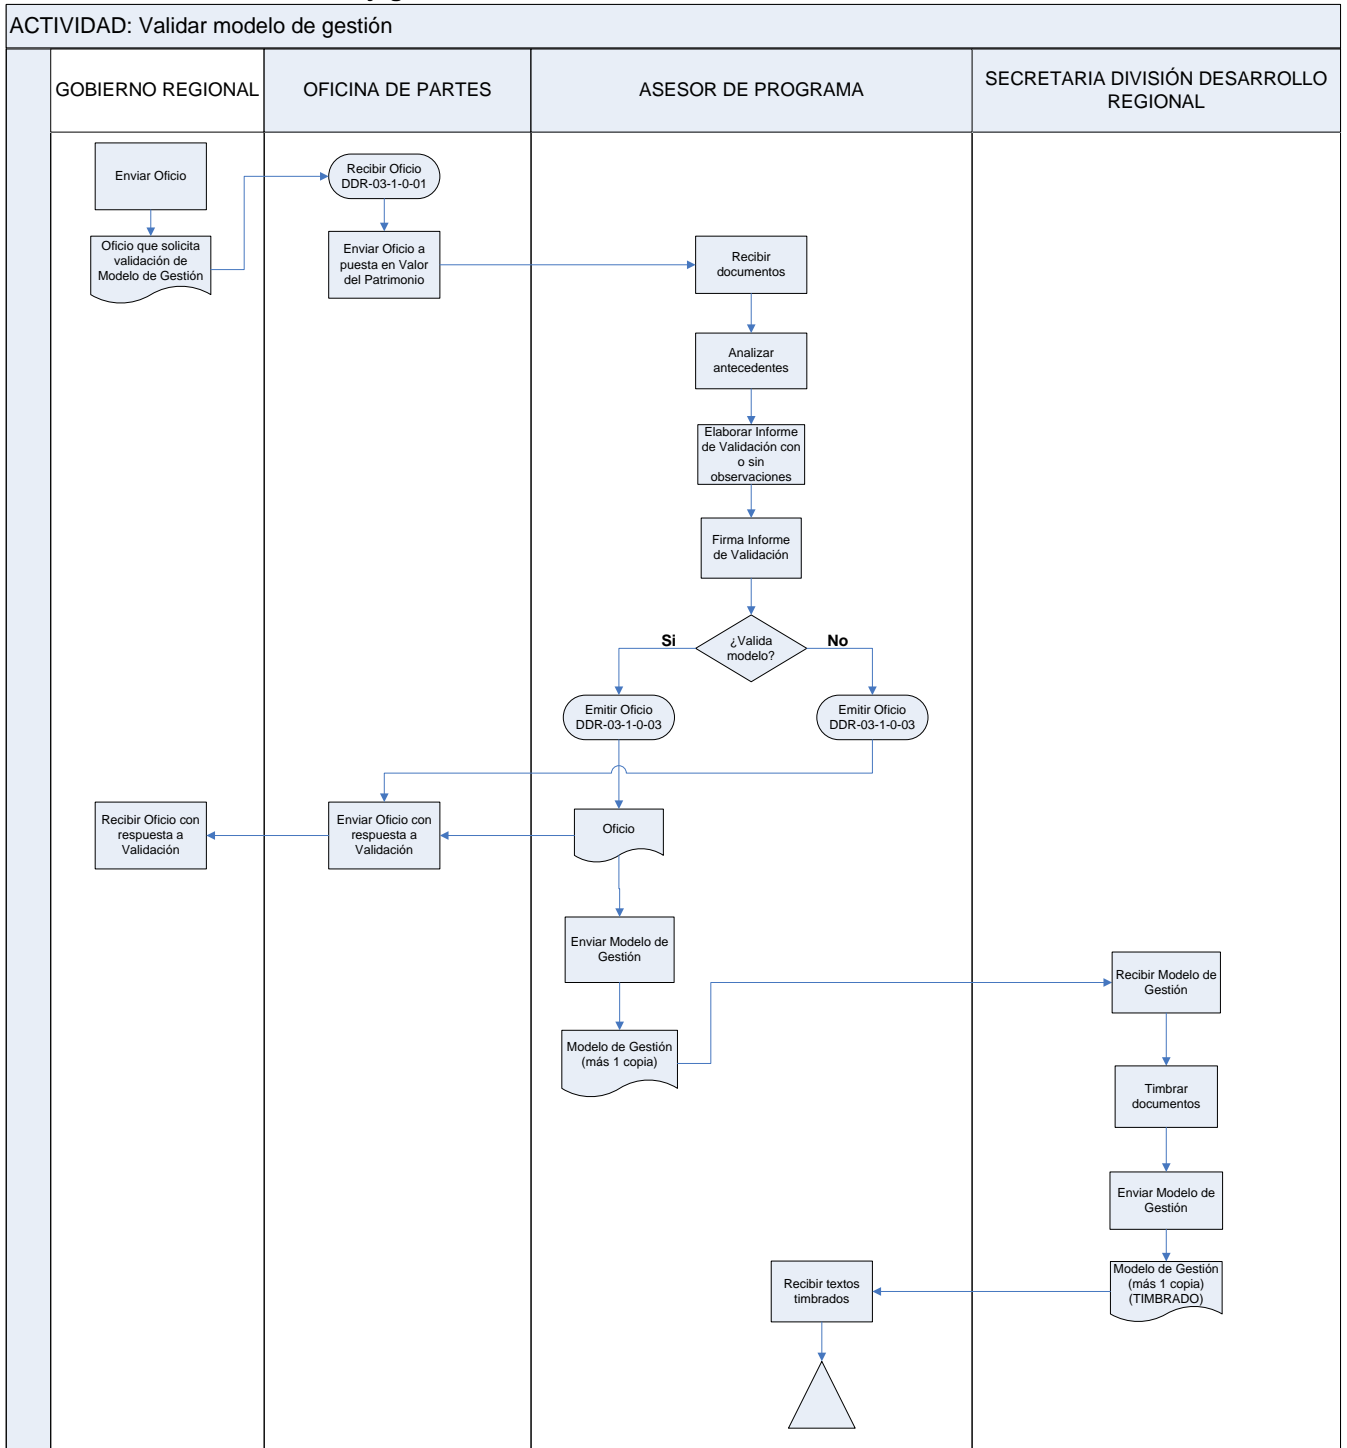 ACTIVIDAD: Validar modelo de gestión
GOBIERNO REGIONAL
OFICINA DE PARTES
ASESOR DE PROGRAMA
SECRETARIA DIVISIÓN DESARROLLO
REGIONAL
Enviar Oficio
Oficio que solicita
validación de
Modelo de Gestión
Recibir Oficio
DDR-03-1-0-01
Enviar Oficio a
puesta en Valor
del Patrimonio
Recibir
documentos
Analizar
antecedentes
Elaborar Informe
de Validación con
o sin
observaciones
Firma Informe
de Validación
¿Valida
modelo?
Si
No
Emitir Oficio
DDR-03-1-0-03
Emitir Oficio
DDR-03-1-0-03
Recibir Oficio con
respuesta a
Validación
Enviar Oficio con
respuesta a
Validación
Oficio
Enviar Modelo de
Gestión
Modelo de Gestión
(más 1 copia)
Recibir Modelo de
Gestión
Timbrar
documentos
Enviar Modelo de
Gestión
Modelo de Gestión
(más 1 copia)
(TIMBRADO)
Recibir textos
timbrados